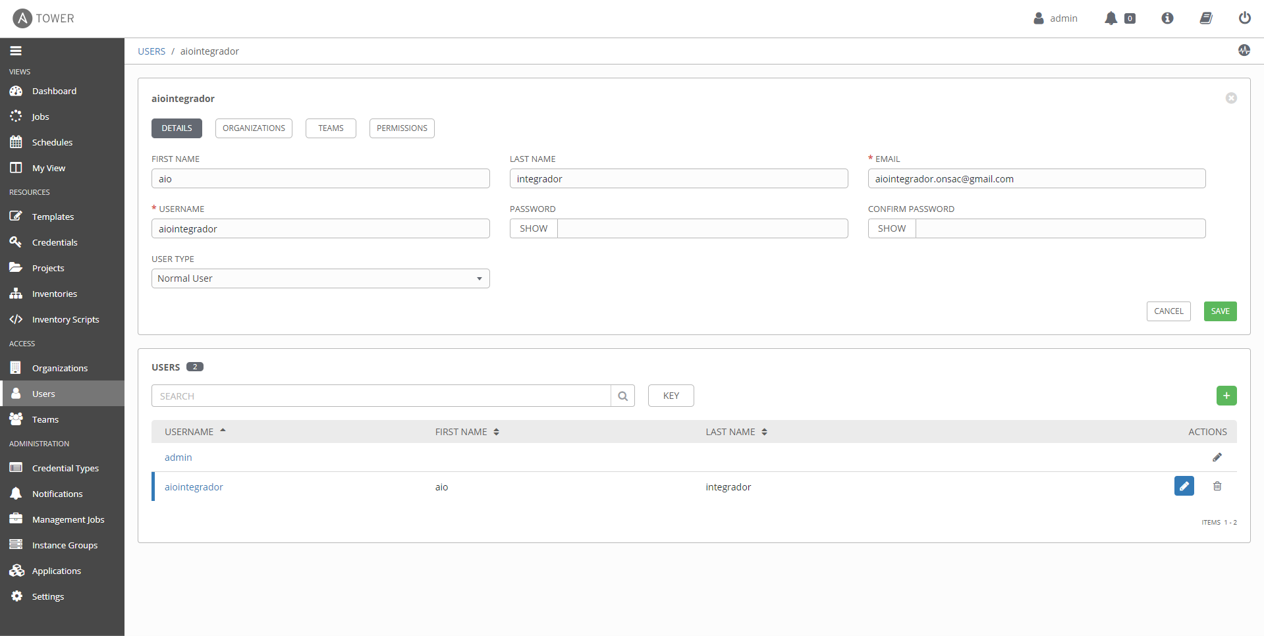 TOWER
admin
0
VIEWS
Dashboard
Jobs
Schedules
My View
RESOURCES
Templates
Credentials
Projects
Inventories
Inventory Scripts
ACCESS
Organizations
Users
Teams
ADMINISTRATION
Credential Types
Notifications
Management Jobs
Instance Groups
Applications
Settings
USERS / aiointegrador
aiointegrador
DETAILS ORGANIZATIONS TEAMS PERMISSIONS
FIRST NAME LAST NAME * EMAIL
aio integrador aiointegrador.onsac@gmail.com
* USERNAME PASSWORD CONFIRM PASSWORD
aiointegrador SHOW SHOW
USER TYPE
Normal User
CANCEL SAVE
USERS 2
SEARCH KEY +
USERNAME FIRST NAME LAST NAME ACTIONS
admin
aiointegrador aio integrador
ITEMS 1 - 2